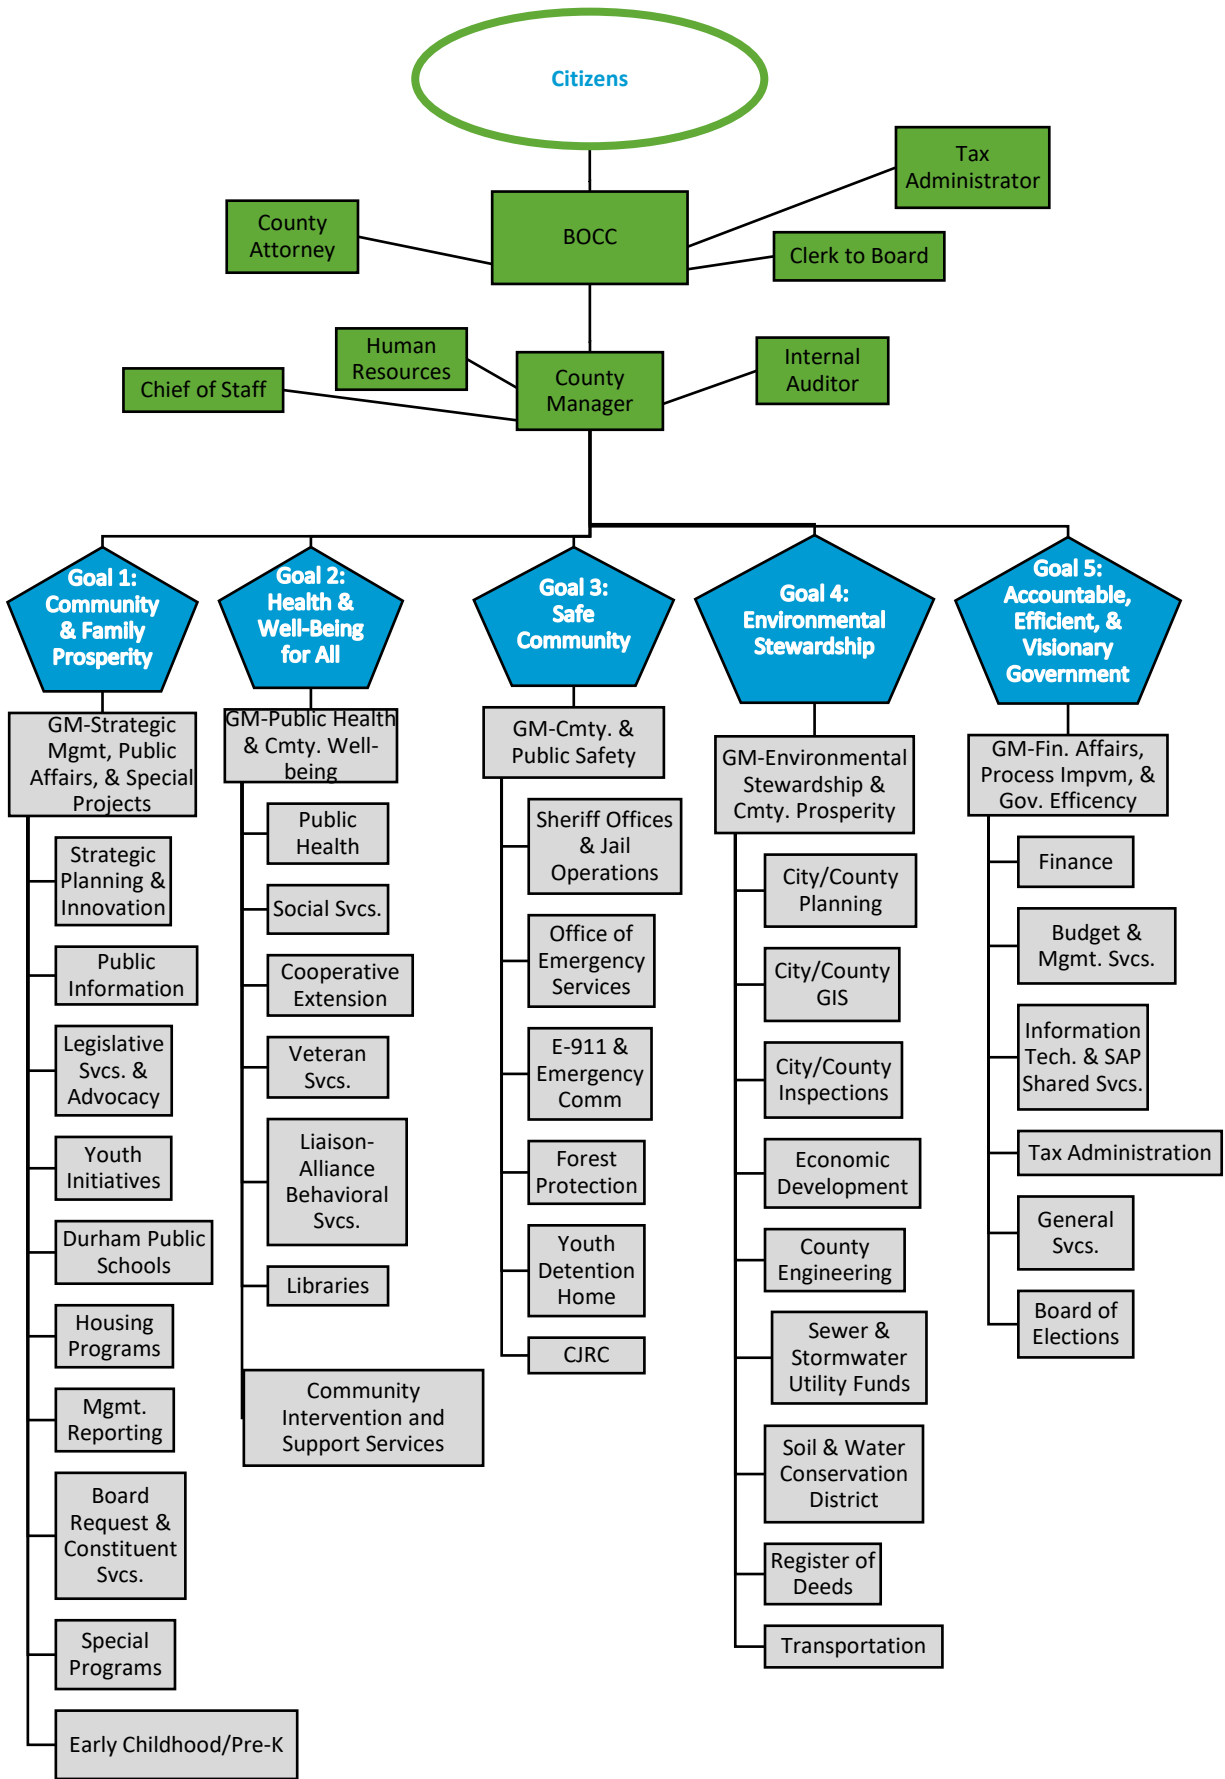 Citizens
Tax
Administrator
County
Attorney
BOCC
Clerk to Board
Human
Resources
Chief of Staff
County
Manager
Internal
Auditor
Goal 1:
Community
& Family
Prosperity
Goal 2:
Health &
Well-Being
for All
Goal 3:
Safe
Community
Goal 4:
Environmental
Stewardship
Goal 5:
Accountable,
Efficient, &
Visionary
Government
GM-Strategic
Mgmt, Public
Affairs, & Special
Projects
Strategic
Planning &
Innovation
Public
Information
Legislative
Svcs. &
Advocacy
Youth
Initiatives
Durham Public
Schools
Housing
Programs
Mgmt.
Reporting
Board
Request &
Constituent
Svcs.
Special
Programs
Early Childhood/Pre-K
GM-Public Health
& Cmty. Well-
being
Public
Health
Social Svcs.
Cooperative
Extension
Veteran
Svcs.
Liaison-
Alliance
Behavioral
Svcs.
Libraries
Community
Intervention and
Support Services
GM-Cmty. &
Public Safety
Sheriff Offices
& Jail
Operations
Office of
Emergency
Services
E-911 &
Emergency
Comm
Forest
Protection
Youth
Detention
Home
CJRC
GM-Environmental
Stewardship &
Cmty. Prosperity
City/County
Planning
City/County
GIS
City/County
Inspections
Economic
Development
County
Engineering
Sewer &
Stormwater
Utility Funds
Soil & Water
Conservation
District
Register of
Deeds
Transportation
GM-Fin. Affairs,
Process Impvm, &
Gov. Efficency
Finance
Budget &
Mgmt. Svcs.
Information
Tech. & SAP
Shared Svcs.
Tax Administration
General
Svcs.
Board of
Elections